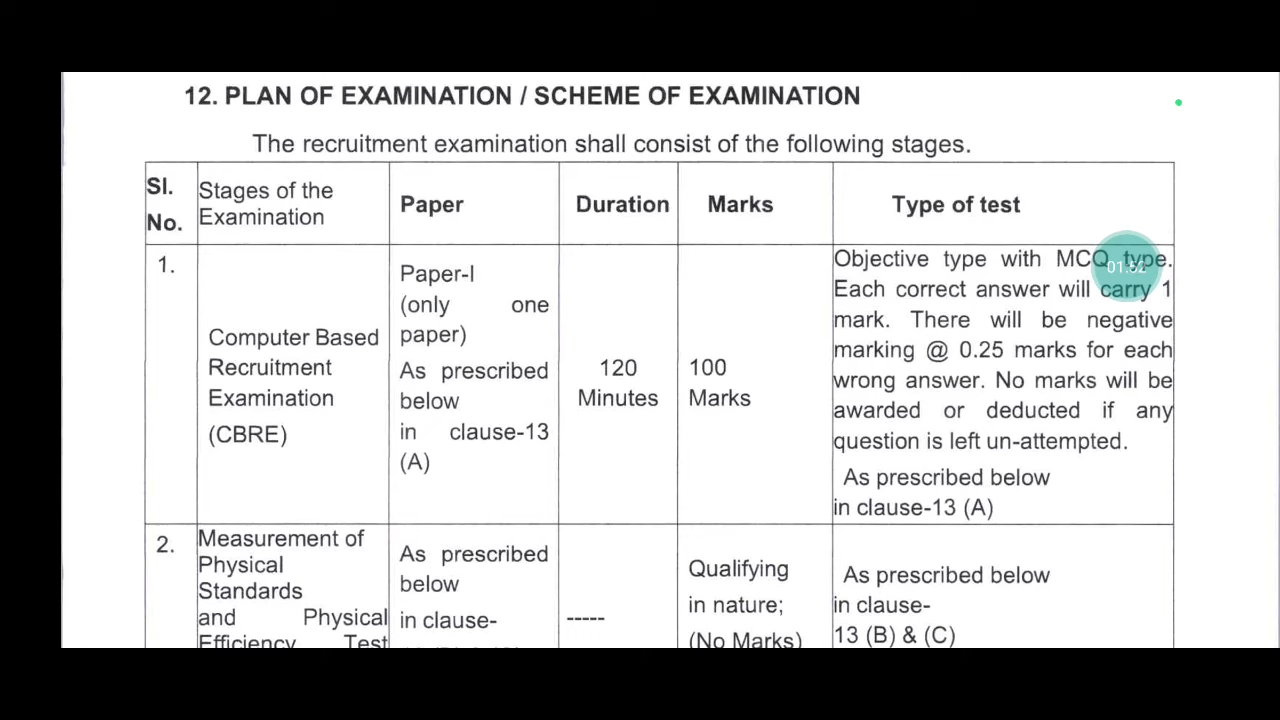 12. PLAN OF EXAMINATION / SCHEME OF EXAMINATION
The recruitment examination shall consist of the following stages.
Sl.
No.
Stages of the
Examination
Paper
Duration
Marks
Type of test
1.
Computer Based
Recruitment
Examination
(CBRE)
Paper-I
(only one
paper)
As prescribed
below
in clause-13
(A)
120
Minutes
100
Marks
Objective type with MCQ type.
Each correct answer will carry 1
mark. There will be negative
marking @ 0.25 marks for each
wrong answer. No marks will be
awarded or deducted if any
question is left un-attempted.
As prescribed below
in clause-13 (A)
01:52
2.
Measurement of
Physical
Standards
and Physical
Efficiency Test
As prescribed
below
in clause-
-----
Qualifying
in nature;
(No Marks)
As prescribed below
in clause-
13 (B) & (C)